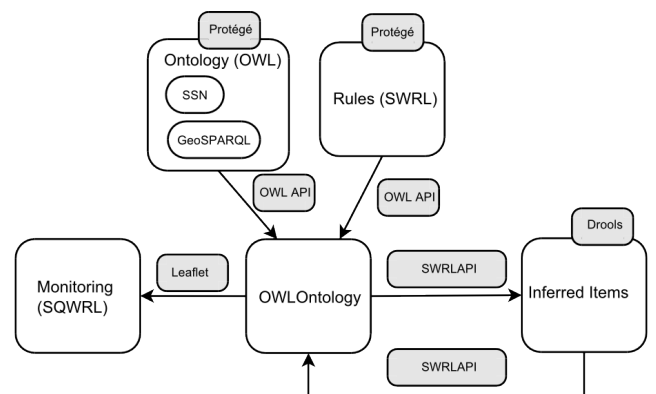 Protégé
Protégé
Ontology (OWL)
SSN
Rules (SWRL)
GeoSPARQL
OWL API
OWL API
Drools
Leaflet
SWRLAPI
Monitoring
(SQWRL)
OWLOntology
Inferred Items
SWRLAPI